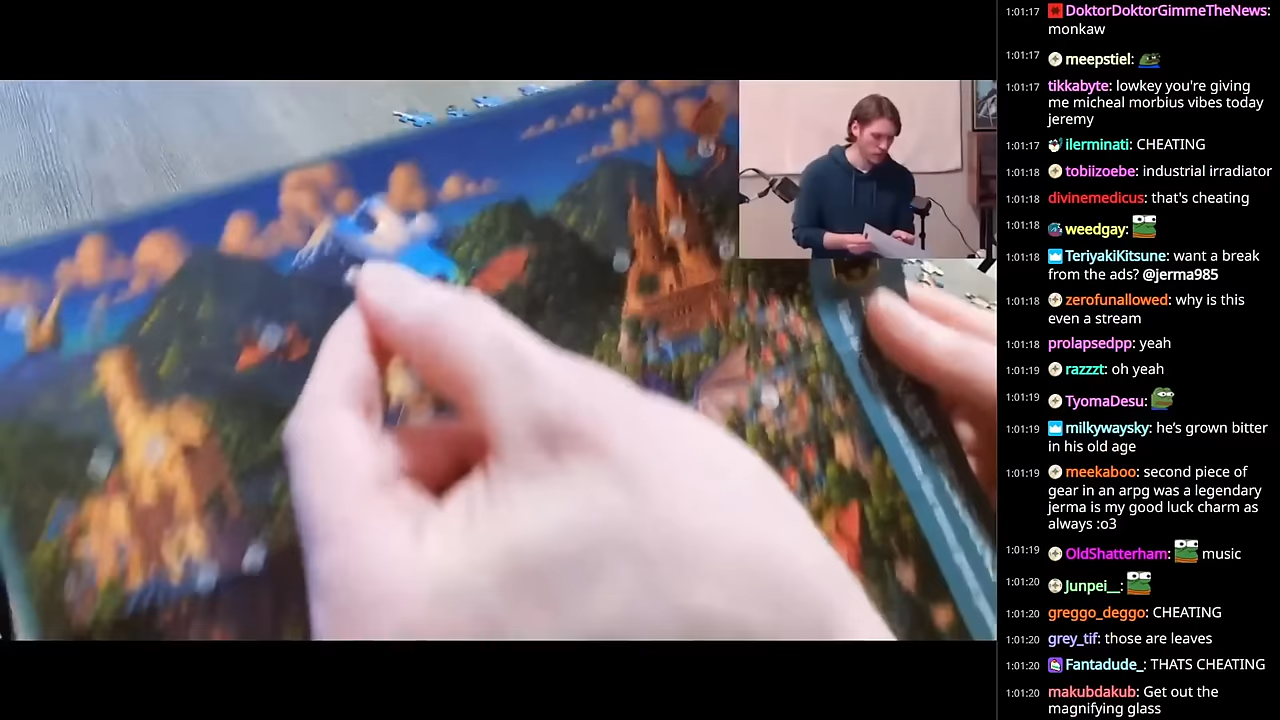 1:01:17 DoktorDoktorGimmeTheNews:
monkaw
1:01:17 meepstiel:
1:01:17 tikkabyte: lowkey you're giving
me micheal morbius vibes today
jeremy
1:01:17 ilerminati: CHEATING
1:01:18 tobiizoebe: industrial irradiator
1:01:18 divinemedicus: that's cheating
1:01:18 weedgay:
1:01:18 TeriyakiKitsune: want a break
from the ads? @jerma985
1:01:18 zerofunallowed: why is this
even a stream
1:01:18 prolapsedpp: yeah
1:01:19 razzzt: oh yeah
1:01:19 TyomaDesu:
1:01:19 milkywaysky: he’s grown bitter
in his old age
1:01:19 meekaboo: second piece of
gear in an arpg was a legendary
jerma is my good luck charm as
always :o3
1:01:19 OldShatterham: music
1:01:20 Junpei__:
1:01:20 greggo_deggo: CHEATING
1:01:20 grey_tif: those are leaves
1:01:20 Fantadude_: THATS CHEATING
1:01:20 makubdakub: Get out the
magnifying glass